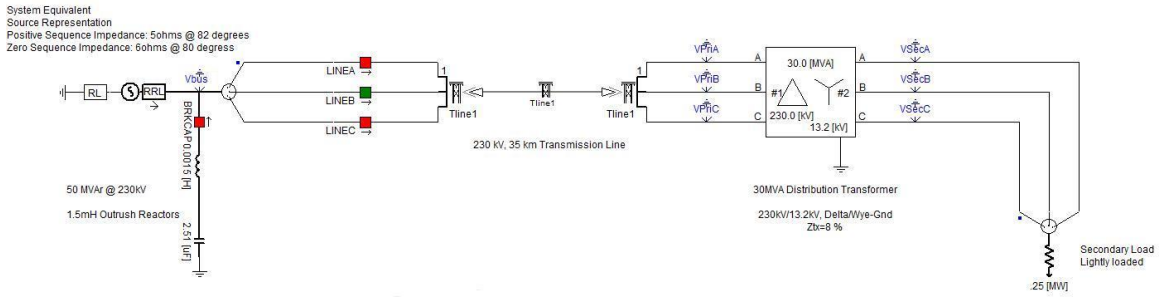 System Equivalent
Source Representation
Positive Sequence Impedance: 5ohms @ 82 degrees
Zero Sequence Impedance: 6ohms @ 80 degress
RL
RRL
Vbus
BRKCAP
0.0015 [H]
2.51 [uF]
50 MVAr @ 230kV
1.5mH Outrush Reactors
LINEA
LINEB
LINEC
1
Tline1
Tline1
1
Tline1
230 kV, 35 km Transmission Line
VPriA
VPriB
VPriC
A
B
C
30.0 [MVA]
#1
#2
230.0 [kV]
13.2 [kV]
A
B
C
VSecA
VSecB
VSecC
30MVA Distribution Transformer
230kV/13.2kV, Delta/Wye-Gnd
Ztx=8 %
Secondary Load
Lightly loaded
.25 [MW]